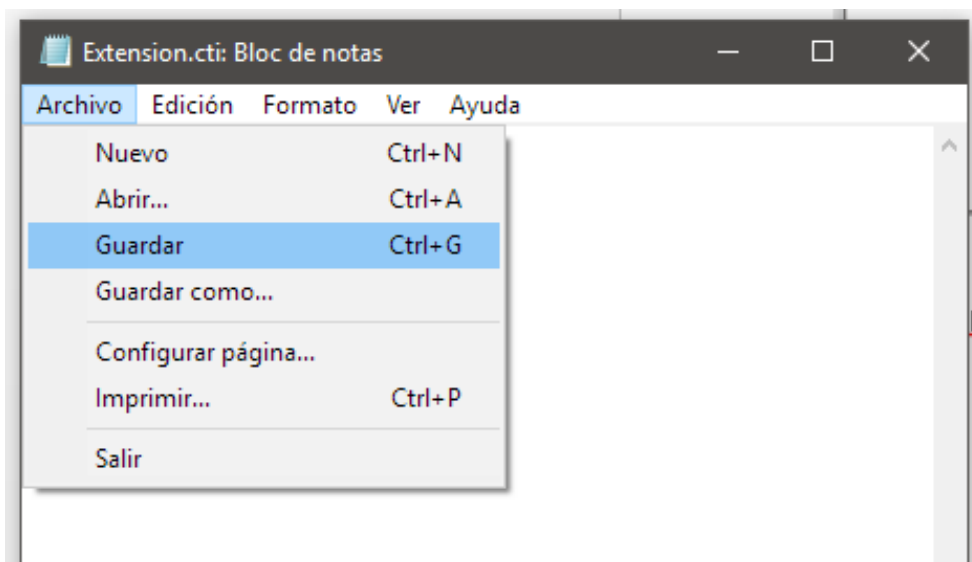 Extension.cti: Bloc de notas
Archivo Edición Formato Ver Ayuda
Nuevo Ctrl+N
Abrir... Ctrl+A
Guardar Ctrl+G
Guardar como...
Configurar página...
Imprimir... Ctrl+P
Salir